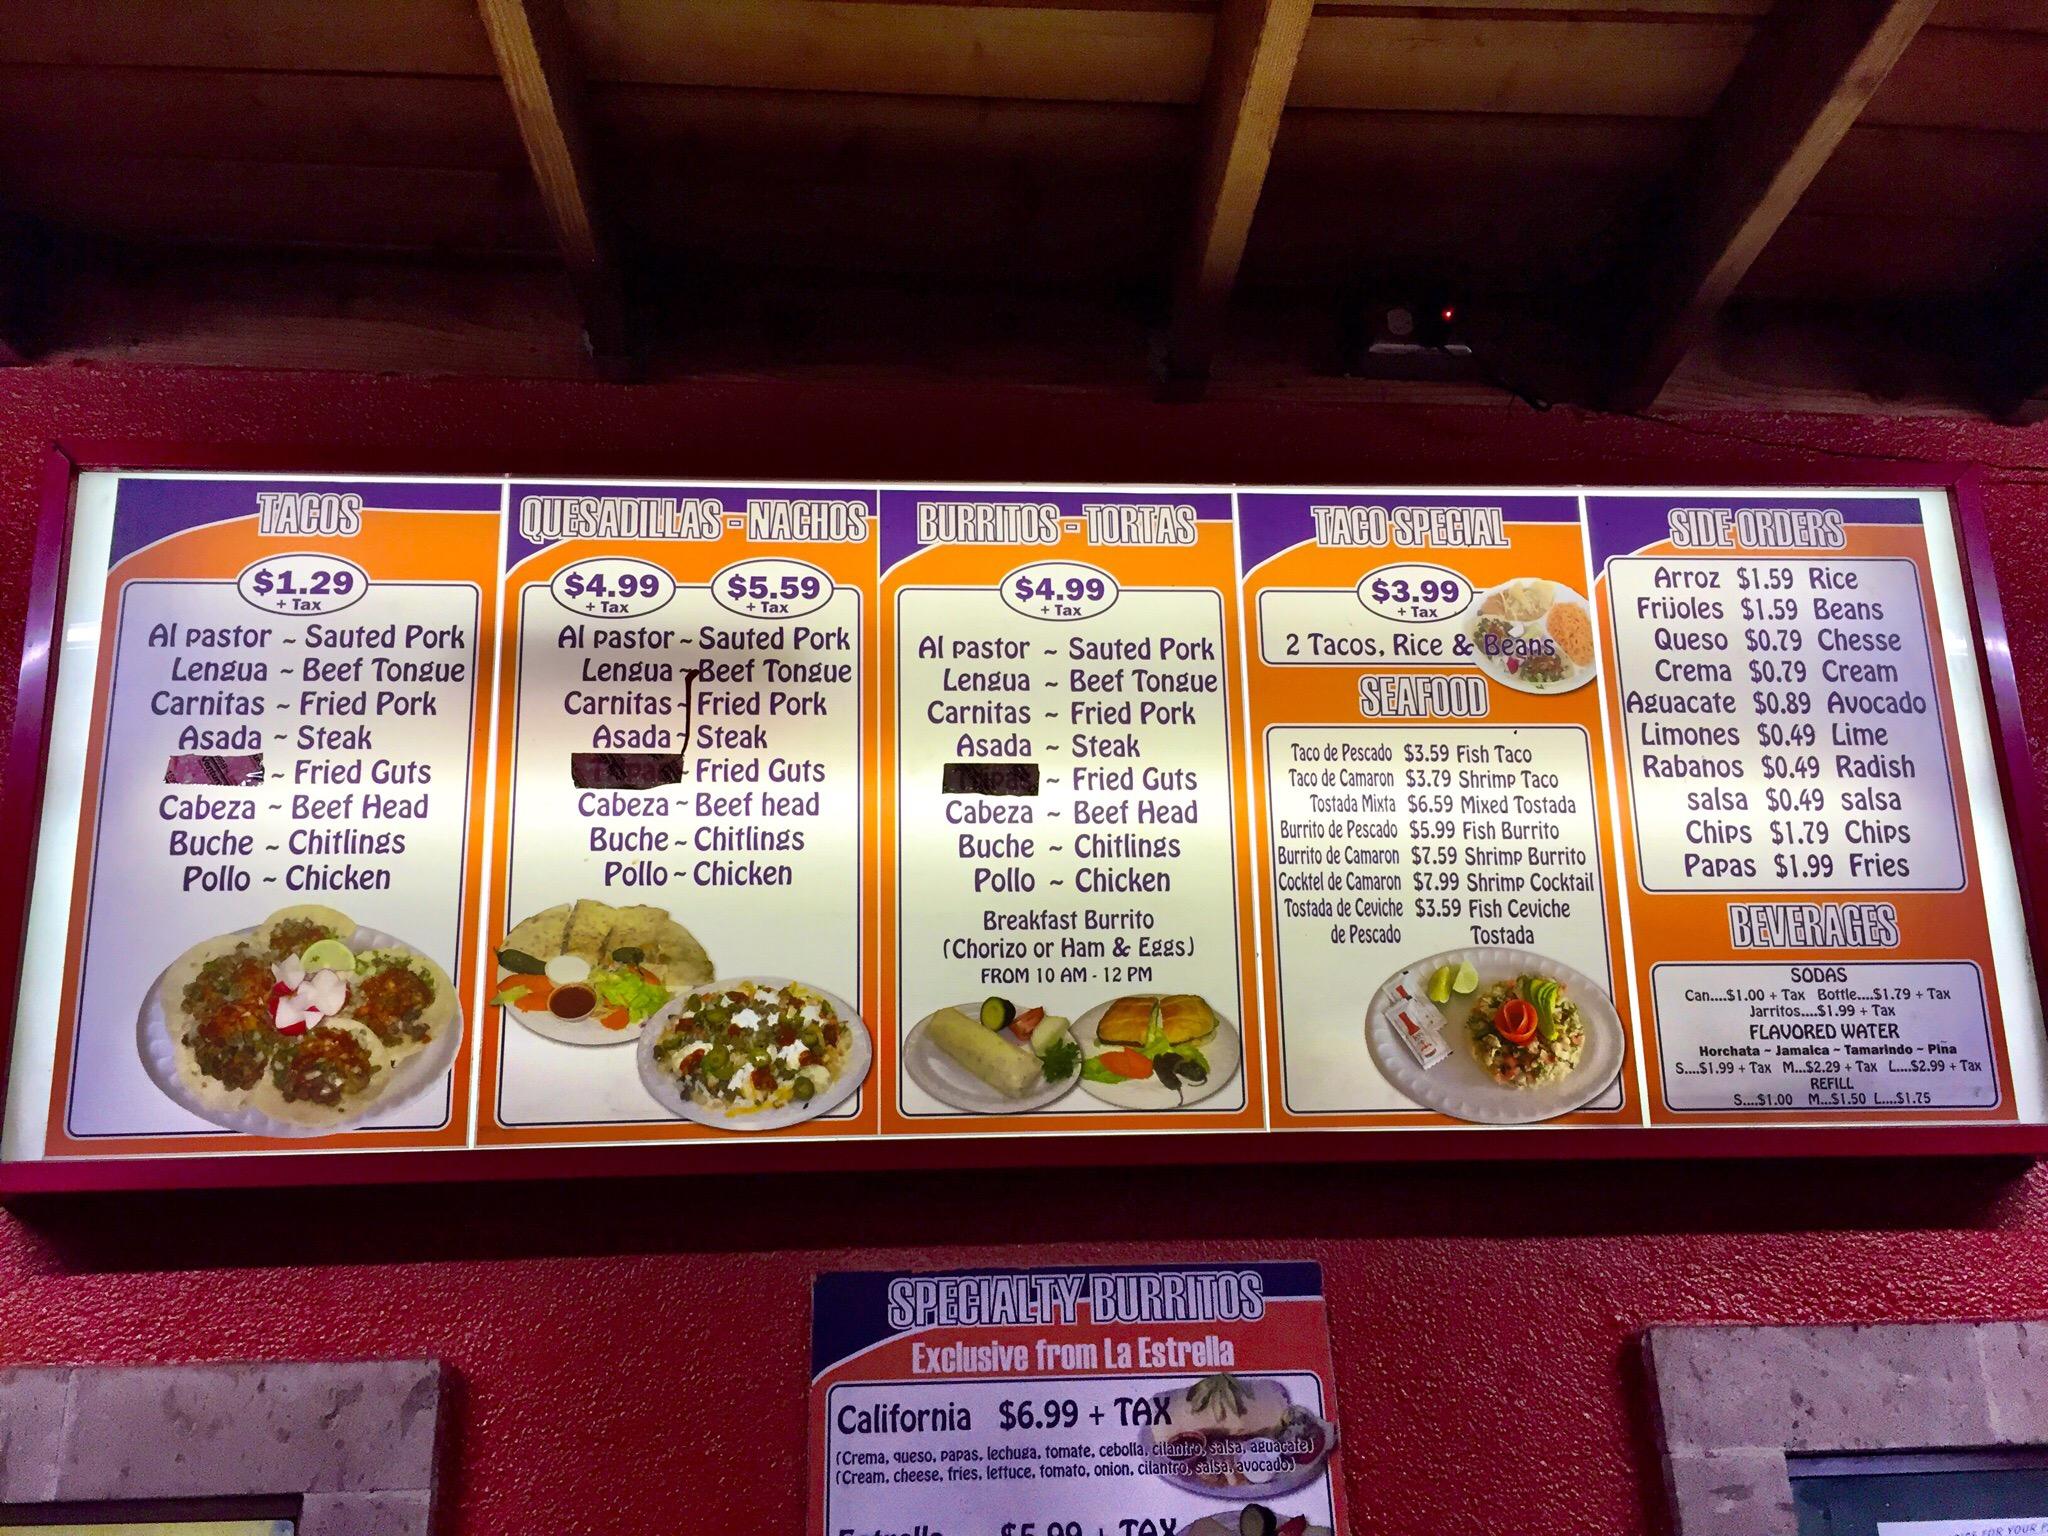 TACOS
$1.29
+ Tax
Al pastor ~ Sauted Pork
Lengua ~ Beef Tongue
Carnitas ~ Fried Pork
Asada ~ Steak
~ Fried Guts
Cabeza ~ Beef Head
Buche ~ Chitlings
Pollo ~ Chicken
QUESADILLAS - NACHOS
$4.99 $5.59
+ Tax + Tax
Al pastor ~ Sauted Pork
Lengua ~ Beef Tongue
Carnitas ~ Fried Pork
Asada ~ Steak
Tripas ~ Fried Guts
Cabeza ~ Beef head
Buche ~ Chitlings
Pollo ~ Chicken
BURRITOS - TORTAS
$4.99
+ Tax
Al pastor ~ Sauted Pork
Lengua ~ Beef Tongue
Carnitas ~ Fried Pork
Asada ~ Steak
Tripas ~ Fried Guts
Cabeza ~ Beef Head
Buche ~ Chitlings
Pollo ~ Chicken
Breakfast Burrito
(Chorizo or Ham & Eggs)
FROM 10 AM - 12 PM
TACO SPECIAL
$3.99
+ Tax
2 Tacos, Rice & Beans
SEAFOOD
Taco de Pescado $3.59 Fish Taco
Taco de Camaron $3.79 Shrimp Taco
Tostada Mixta $6.59 Mixed Tostada
Burrito de Pescado $5.99 Fish Burrito
Burrito de Camaron $7.59 Shrimp Burrito
Cocktel de Camaron $7.99 Shrimp Cocktail
Tostada de Ceviche $3.59 Fish Ceviche
de Pescado Tostada
SIDE ORDERS
Arroz $1.59 Rice
Frijoles $1.59 Beans
Queso $0.79 Chesse
Crema $0.79 Cream
Aguacate $0.89 Avocado
Limones $0.49 Lime
Rabanos $0.49 Radish
salsa $0.49 salsa
Chips $1.79 Chips
Papas $1.99 Fries
BEVERAGES
SODAS
Can....$1.00 + Tax Bottle....$1.79 + Tax
Jarritos....$1.99 + Tax
FLAVORED WATER
Horchata ~ Jamaica ~ Tamarindo ~ Piña
S....$1.99 + Tax M...$2.29 + Tax L....$2.99 + Tax
REFILL
S....$1.00 M...$1.50 L....$1.75
SPECIALTY BURRITOS
Exclusive from La Estrella
California $6.99 + TAX
(Crema, queso, papas, lechuga, tomate, cebolla, cilantro, salsa, aguacate)
(Cream, cheese, fries, lettuce, tomato, onion, cilantro, salsa, avocado)
Estrella $5.99 + TAX
FOR YOUR